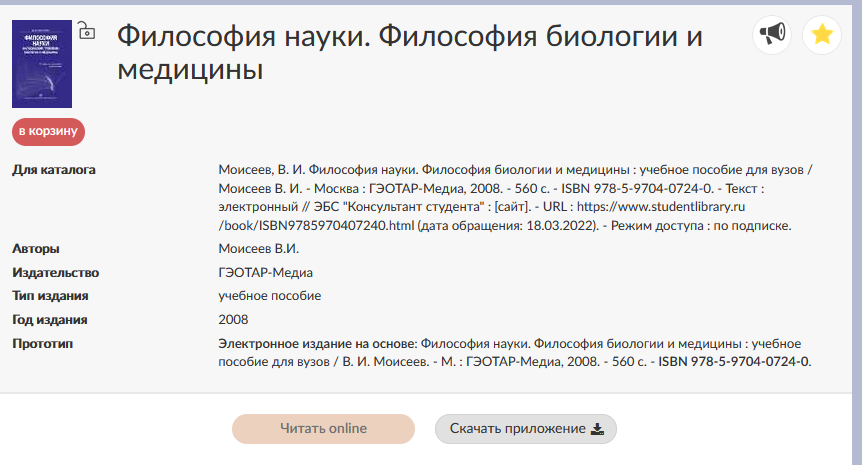 ФИЛОСОФИЯ
НАУКИ
Философия науки. Философия биологии и
медицины
в корзину
Для каталога
Моисеев, В. И. Философия науки. Философия биологии и медицины : учебное пособие для вузов /
Моисеев В. И. - Москва : ГЭОТАР-Медиа, 2008. - 560 с. - ISBN 978-5-9704-0724-0. - Текст :
электронный // ЭБС "Консультант студента" : [сайт]. - URL : https://www.studentlibrary.ru
/book/ISBN9785970407240.html (дата обращения: 18.03.2022). - Режим доступа : по подписке.
Авторы
Моисеев В.И.
Издательство
ГЭОТАР-Медиа
Тип издания
учебное пособие
Год издания
2008
Прототип
Электронное издание на основе: Философия науки. Философия биологии и медицины : учебное
пособие для вузов / В. И. Моисеев. - М. : ГЭОТАР-Медиа, 2008. - 560 с. - ISBN 978-5-9704-0724-0.
Читать online
Скачать приложение